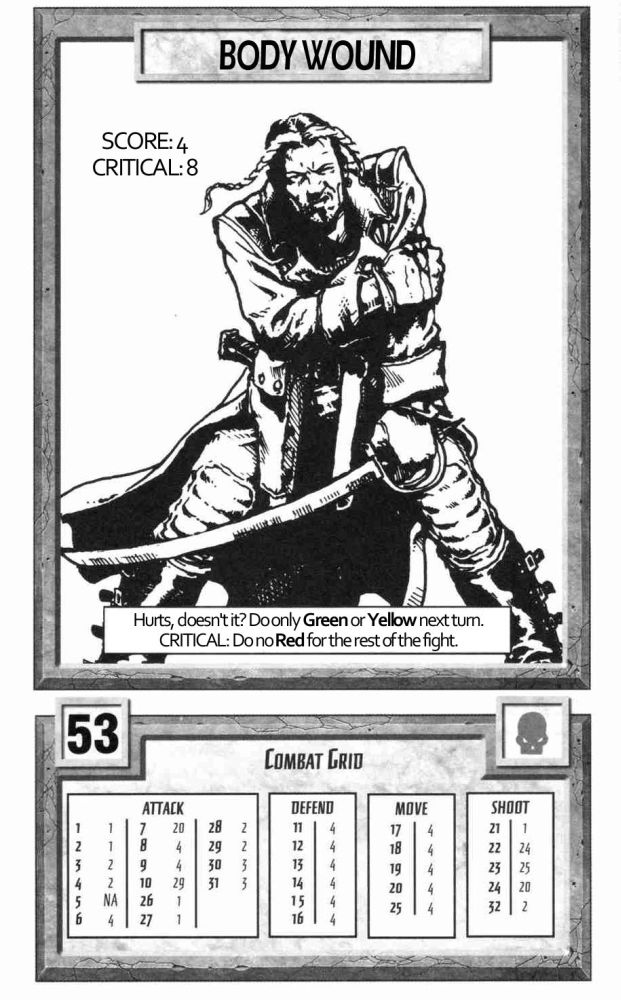 BODY WOUND
SCORE: 4
CRITICAL: 8
Hurts, doesn't it? Do only Green or Yellow next turn.
CRITICAL: Do no Red for the rest of the fight.
53
COMBAT GRID
ATTACK
1 1 7 20 28 2
2 1 8 4 29 2
3 2 9 4 30 3
4 2 10 29 31 3
5 NA 26 1
6 4 27 1
DEFEND
11 4
12 4
13 4
14 4
15 4
16 4
MOVE
17 4
18 4
19 4
20 4
25 4
SHOOT
21 1
22 24
23 25
24 20
32 2